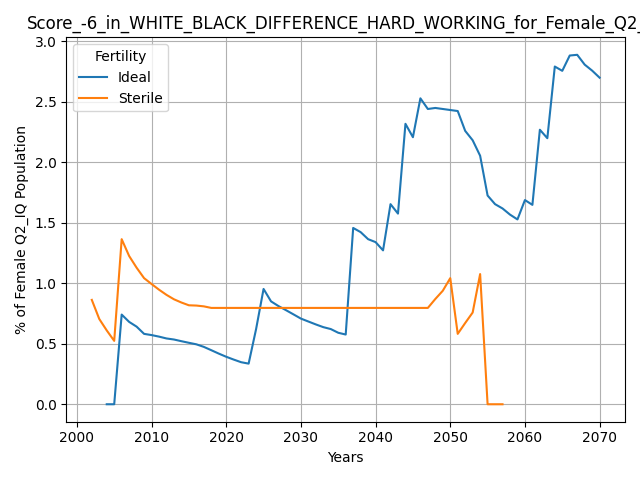 Score_-6_in_WHITE_BLACK_DIFFERENCE_HARD_WORKING_for_Female_Q2_
Fertility
Ideal
Sterile
% of Female Q2_IQ Population
3.0
2.5
2.0
1.5
1.0
0.5
0.0
2000 2010 2020 2030 2040 2050 2060 2070
Years